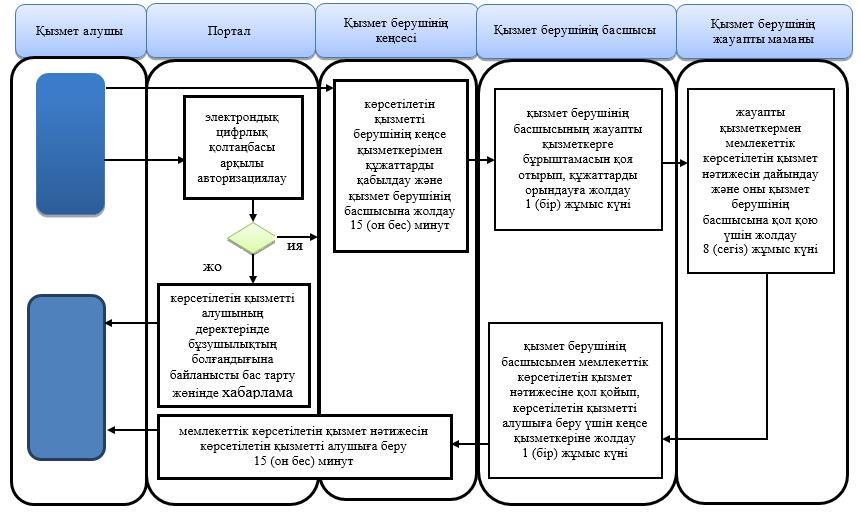 Қызмет алушы
Портал
Қызмет берушінің
кеңсесі
Қызмет берушінің басшысы
Қызмет берушінің
жауапты маманы
электрондық
цифрлық
қолтаңбасы
арқылы
авторизациялау
ия
жо
көрсетілетін қызметті
алушының
деректерінде
бұзушылықтың
болғандығына
байланысты бас тарту
жөнінде хабарлама
көрсетілетін
қызметті
берушінің кеңсе
қызметкерімен
құжаттарды
қабылдау және
қызмет берушінің
басшысына жолдау
15 (он бес) минут
қызмет берушінің
басшысының жауапты
қызметкерге
бұрыштамасын қоя
отырып, құжаттарды
орындауға жолдау
1 (бір) жұмыс күні
жауапты
қызметкермен
мемлекеттік
көрсетілетін қызмет
нәтижесін дайындау
және оны қызмет
берушінің
басшысына қол қою
үшін жолдау
8 (сегіз) жұмыс күні
қызмет берушінің
басшысымен мемлекеттік
көрсетілетін қызмет
нәтижесіне қол қойып,
көрсетілетін қызметті
алушыға беру үшін кеңсе
қызметкеріне жолдау
1 (бір) жұмыс күні
мемлекеттік көрсетілетін қызмет нәтижесін
көрсетілетін қызметті алушыға беру
15 (он бес) минут